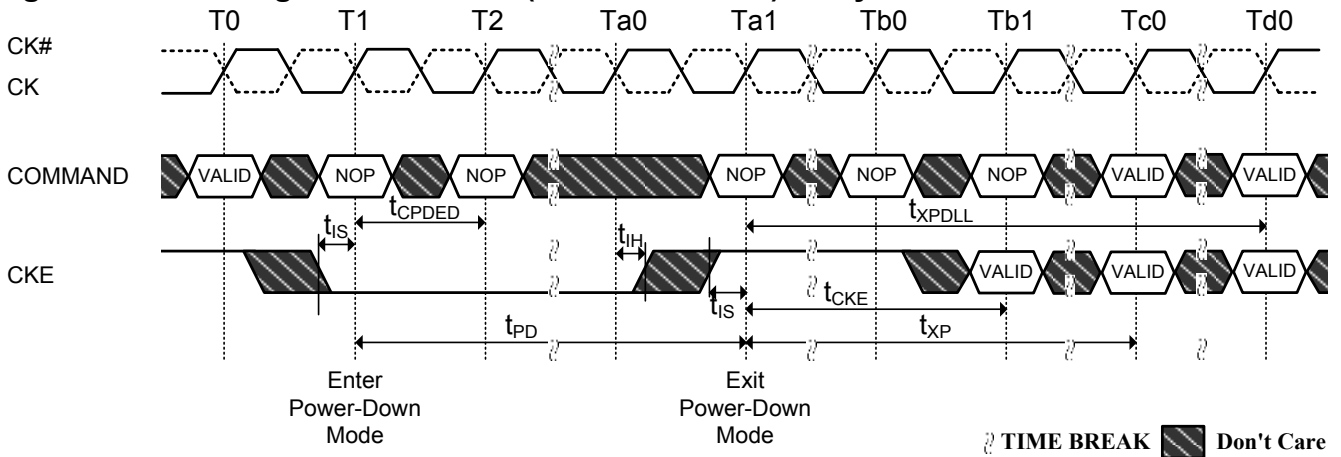 T0 T1 T2 Ta0 Ta1 Tb0 Tb1 Tc0 Td0
CK#
CK
COMMAND VALID NOP NOP NOP NOP NOP VALID VALID
tCPDED tXPDLL
tIS tIH
CKE VALID VALID VALID
tIS tCKE
tPD tXP
Enter
Power-Down
Mode
Exit
Power-Down
Mode
TIME BREAK Don't Care